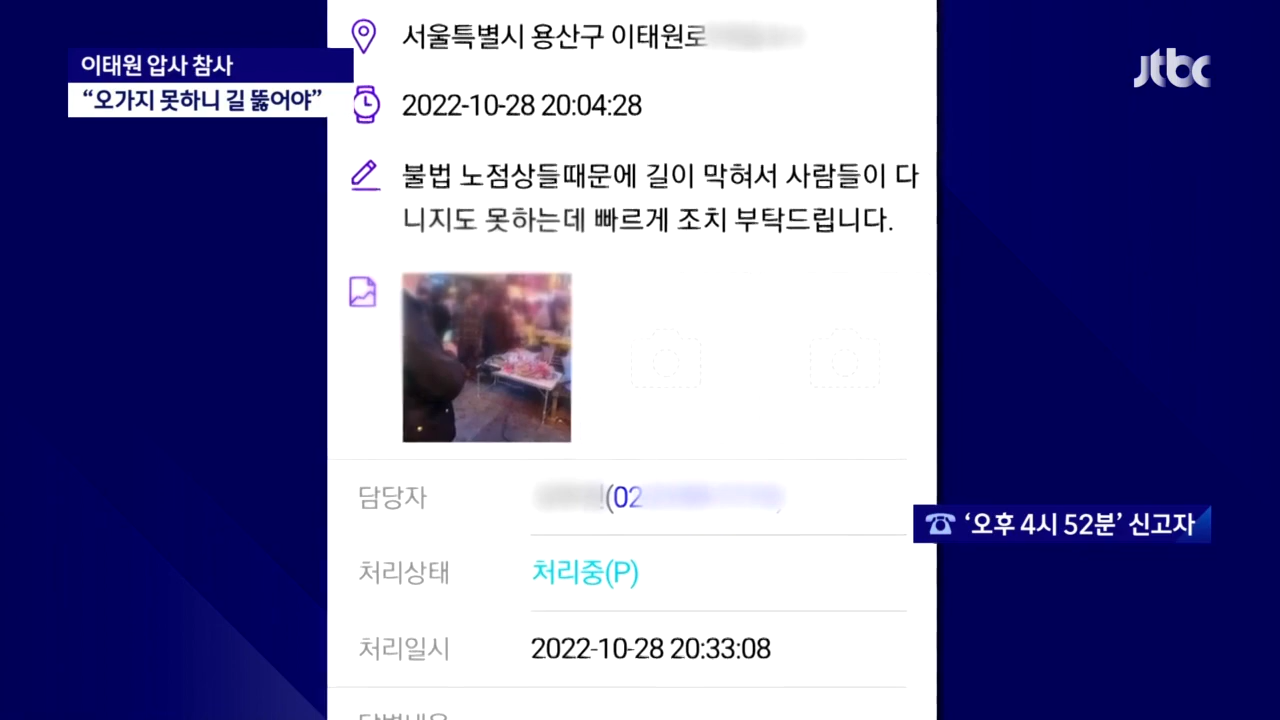 이태원 압사 참사
“오가지 못하니 길 뚫어야”
jtbc
서울특별시 용산구 이태원로
2022-10-28 20:04:28
불법 노점상들때문에 길이 막혀서 사람들이 다
니지도 못하는데 빠르게 조치 부탁드립니다.
담당자
(02
‘오후 4시 52분’ 신고자
처리상태
처리중(P)
처리일시
2022-10-28 20:33:08